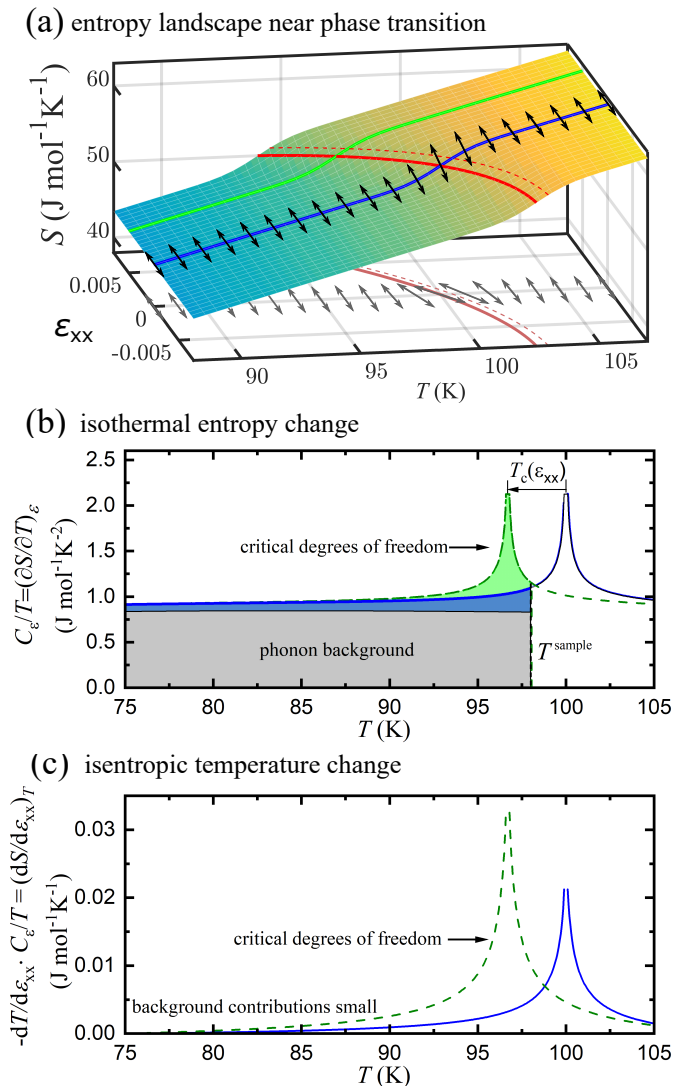 (a) entropy landscape near phase transition
S (J mol⁻¹K⁻¹)
60
50
40
0.005
0
-0.005
εxx
90
95
100
105
T (K)
(b) isothermal entropy change
Cε/T=(∂S/∂T)ε
(J mol⁻¹K⁻²)
2.5
2.0
1.5
1.0
0.5
0.0
Tc(εxx)
critical degrees of freedom
phonon background
T sample
75 80 85 90 95 100 105
T (K)
(c) isentropic temperature change
-dT/dεxx· Cε/T = (dS/dεxx)T
(J mol⁻¹K⁻¹)
0.03
0.02
0.01
0.00
critical degrees of freedom
background contributions small
75 80 85 90 95 100 105
T (K)